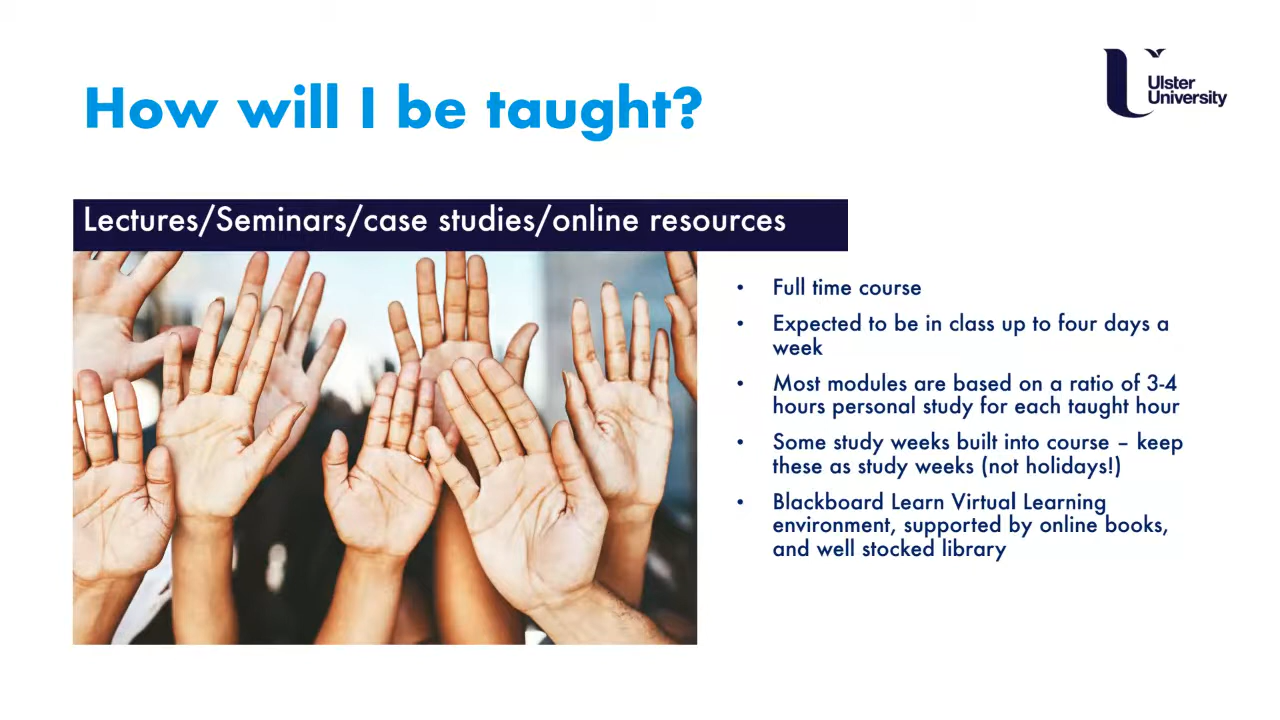 How will I be taught?
Ulster
University
Lectures/Seminars/case studies/online resources
• Full time course
• Expected to be in class up to four days a
week
• Most modules are based on a ratio of 3-4
hours personal study for each taught hour
• Some study weeks built into course – keep
these as study weeks (not holidays!)
• Blackboard Learn Virtual Learning
environment, supported by online books,
and well stocked library